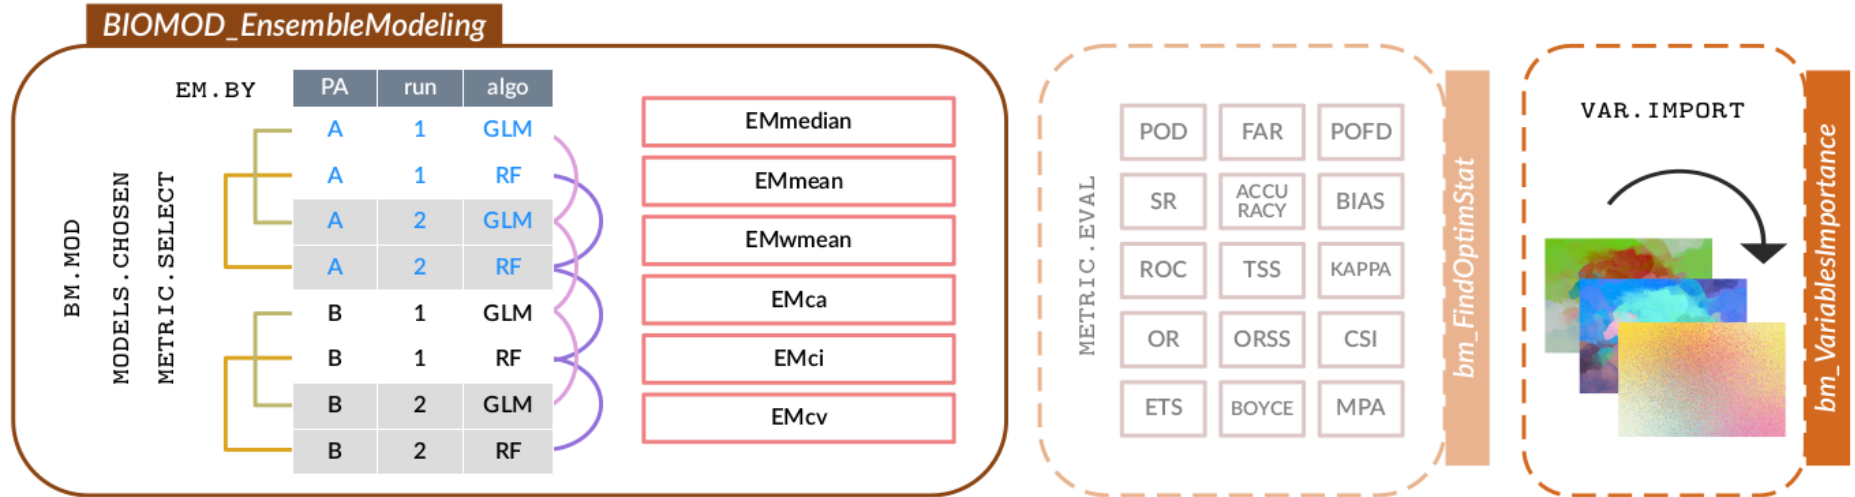 BIOMOD_EnsembleModeling
EM.BY
PA run algo
A 1 GLM
A 1 RF
A 2 GLM
A 2 RF
B 1 GLM
B 1 RF
B 2 GLM
B 2 RF
BM.MOD
MODELS.CHOSEN
METRIC.SELECT
EMmedian
EMmean
EMwmean
EMca
EMci
EMcv
METRIC.EVAL
POD FAR POFD
SR ACCU
RACY BIAS
ROC TSS KAPPA
OR ORSS CSI
ETS BOYCE MPA
bm_FindOptimStat
VAR.IMPORT
bm_VariablesImportance